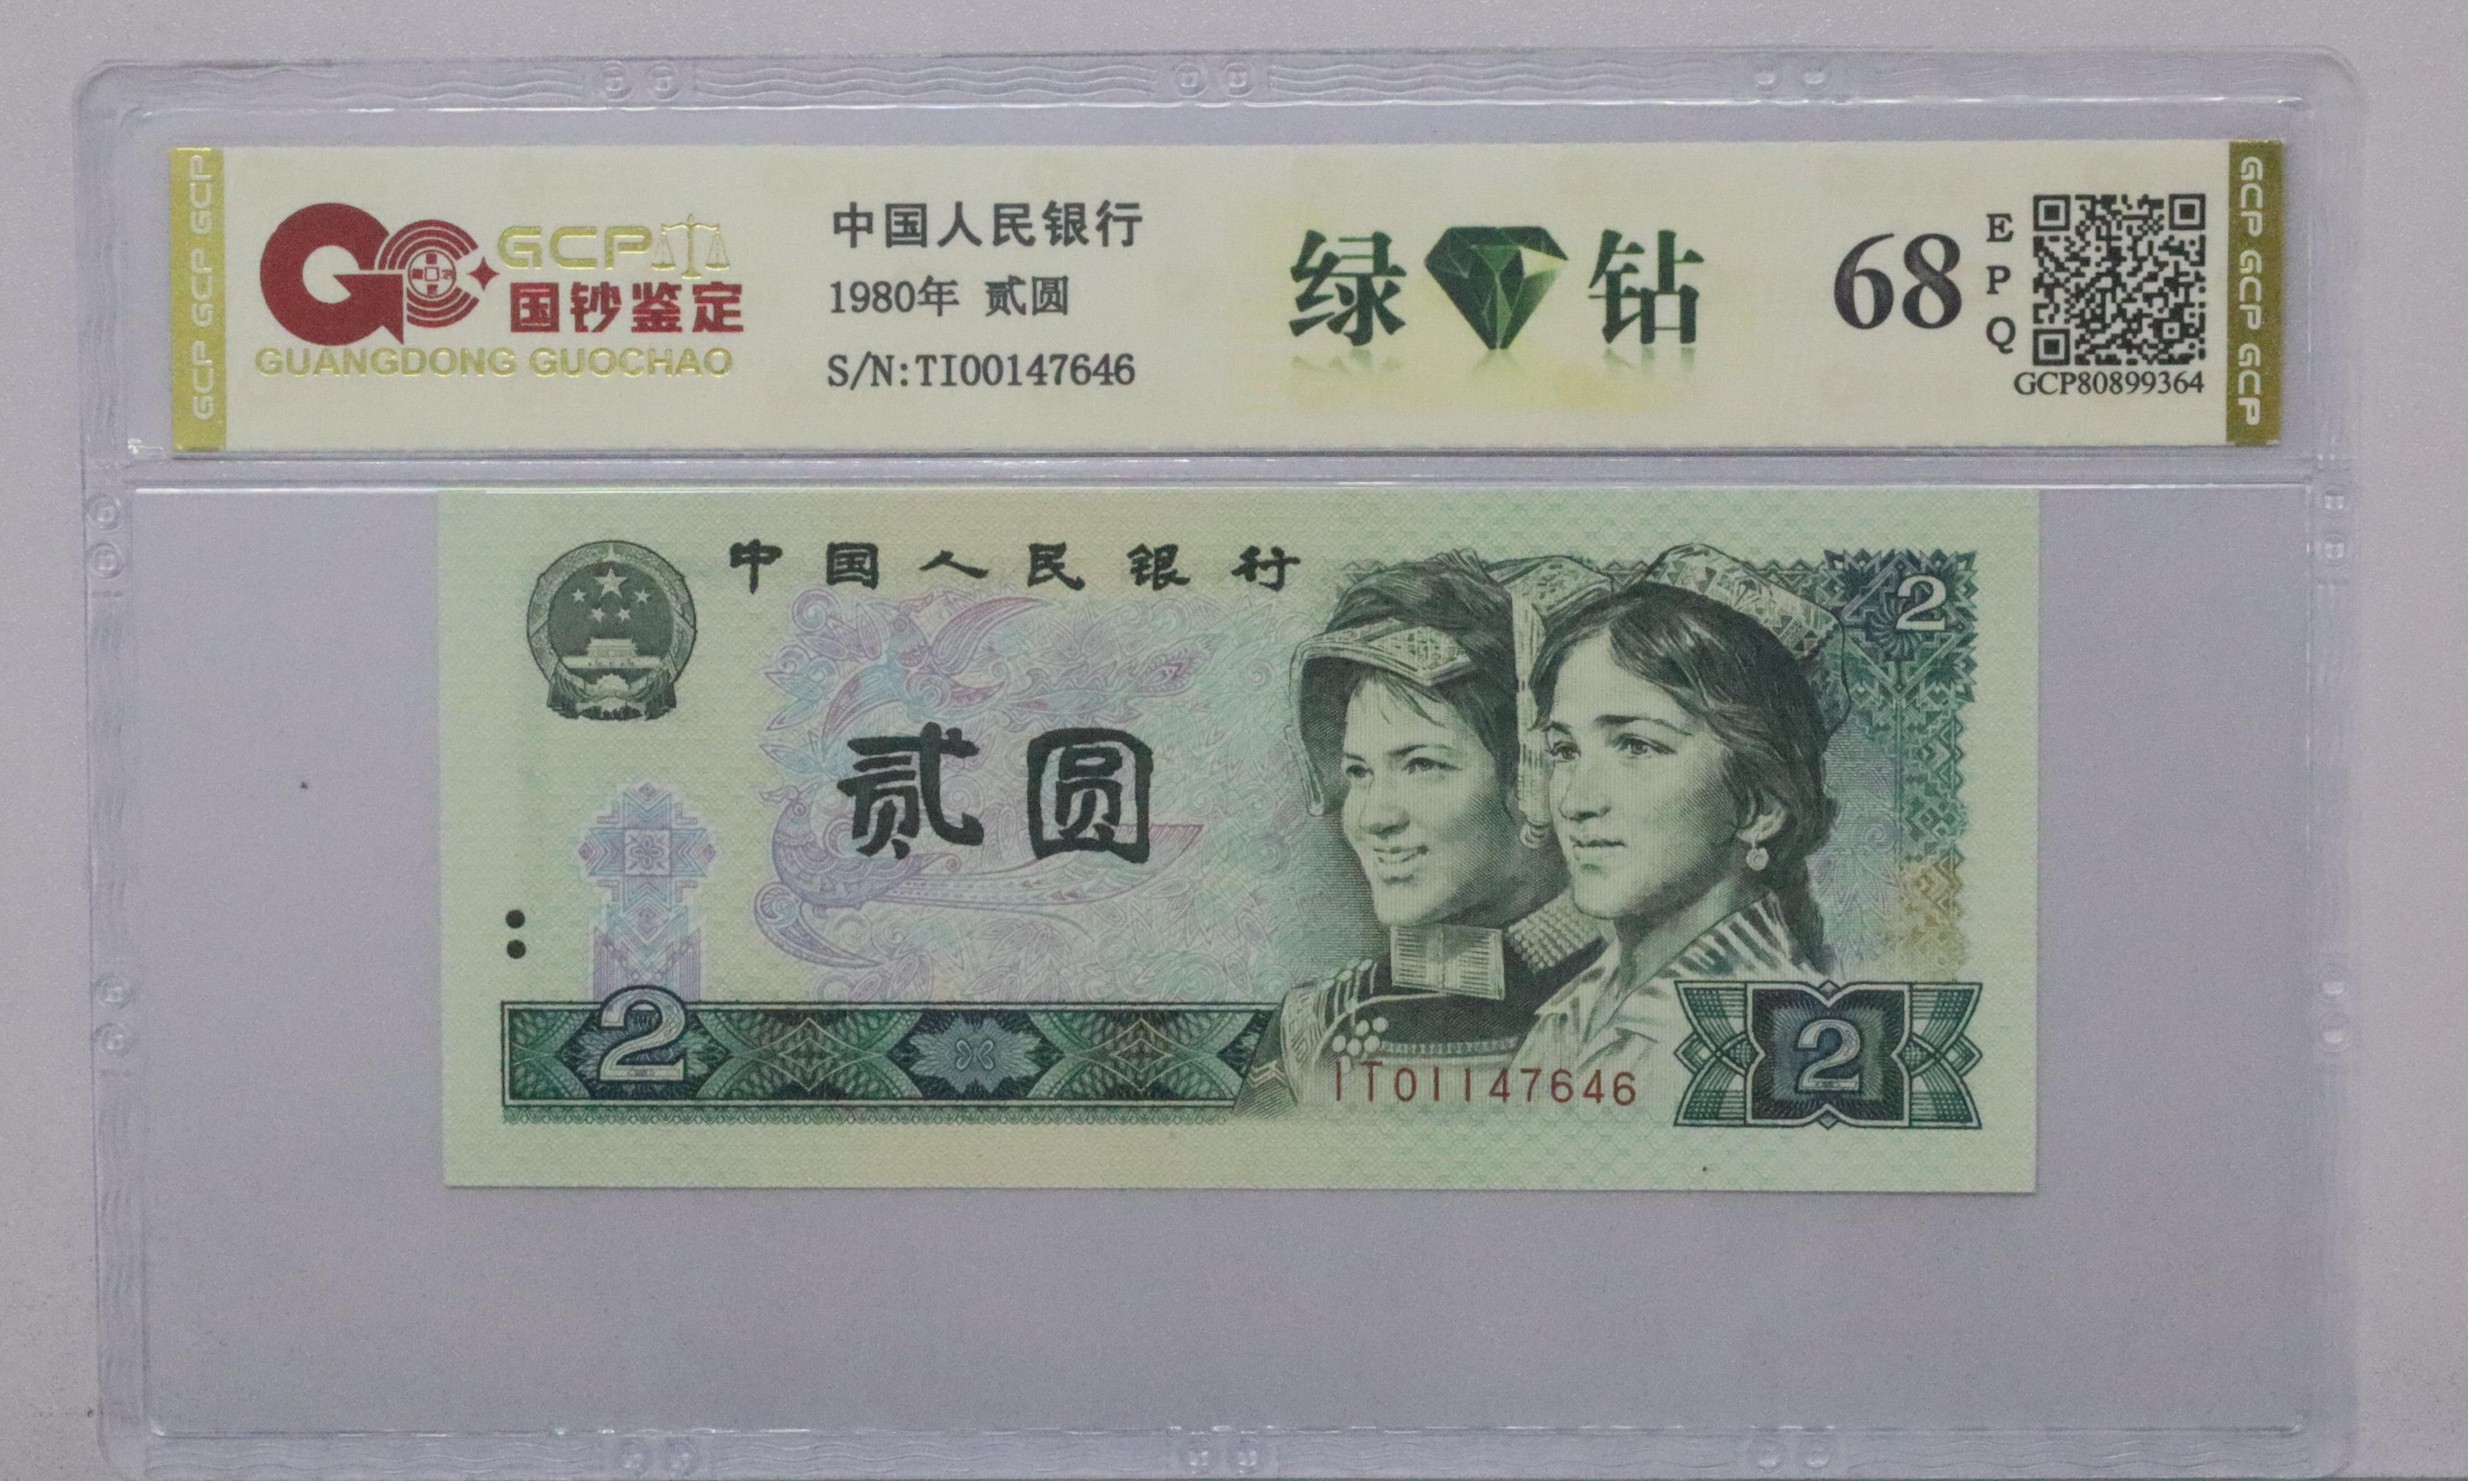 GCP GCP GCP
GCP
国钞鉴定
GUANGDONG GUOCHAO
中国人民银行
1980年 贰圆
S/N:TI00147646
绿钻
68
EPQ
GCP80899364
GCP GCP GCP
中国人民银行
2
贰圆
2
ITOI147646
2